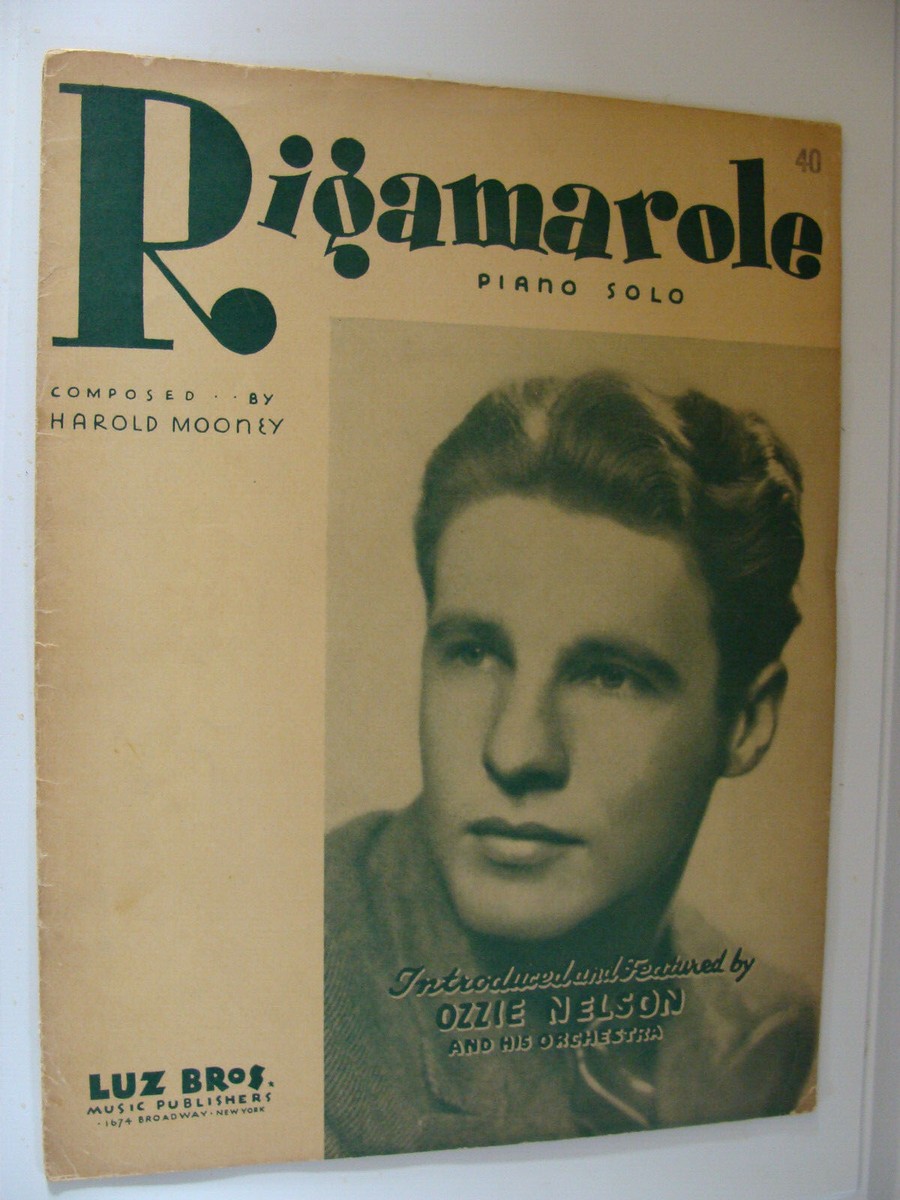 Rigamarole
40
PIANO SOLO
COMPOSED · · BY
HAROLD MOONEY
Introduced and Featured by
OZZIE NELSON
AND HIS ORCHESTRA
LUZ BROS.
MUSIC PUBLISHERS
· 1674 BROADWAY · NEW YORK